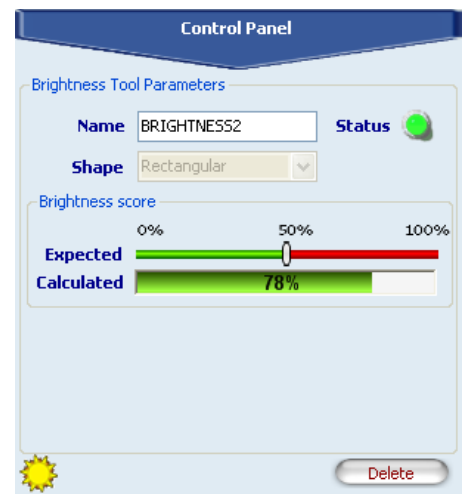 Control Panel
Brightness Tool Parameters
Name BRIGHTNESS2 Status
Shape Rectangular
Brightness score
0% 50% 100%
Expected
Calculated 78%
Delete